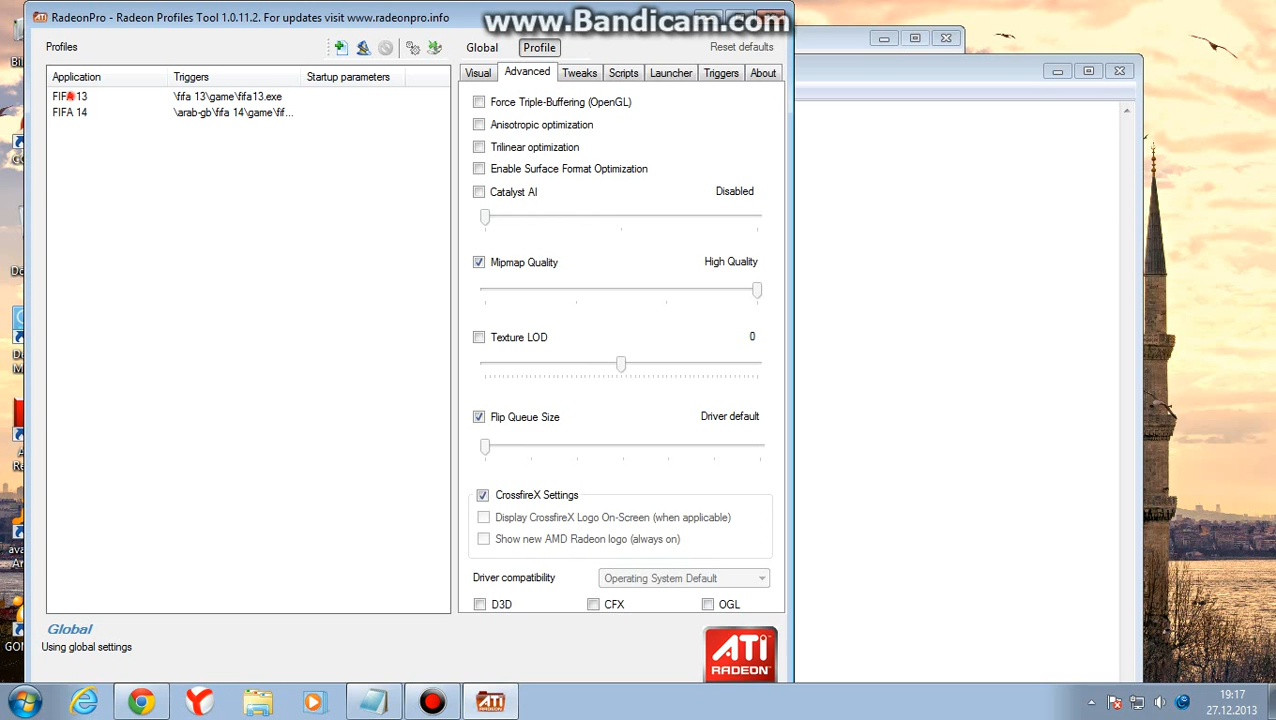 RadeonPro - Radeon Profiles Tool 1.0.11.2. For updates visit www.radeonpro.info
www.Bandicam.com
Profiles
Global Profile Reset defaults
Application Triggers Startup parameters
Visual Advanced Tweaks Scripts Launcher Triggers About
FIFA 13 \fifa 13\game\fifa13.exe
FIFA 14 \arab-gb\fifa 14\game\fif...
Force Triple-Buffering (OpenGL)
Anisotropic optimization
Trilinear optimization
Enable Surface Format Optimization
Catalyst AI Disabled
Mipmap Quality High Quality
Texture LOD 0
Flip Queue Size Driver default
CrossfireX Settings
Display CrossfireX Logo On-Screen (when applicable)
Show new AMD Radeon logo (always on)
Driver compatibility Operating System Default
D3D CFX OGL
Global
Using global settings
ATI
RADEON
ATI
19:17
27.12.2013